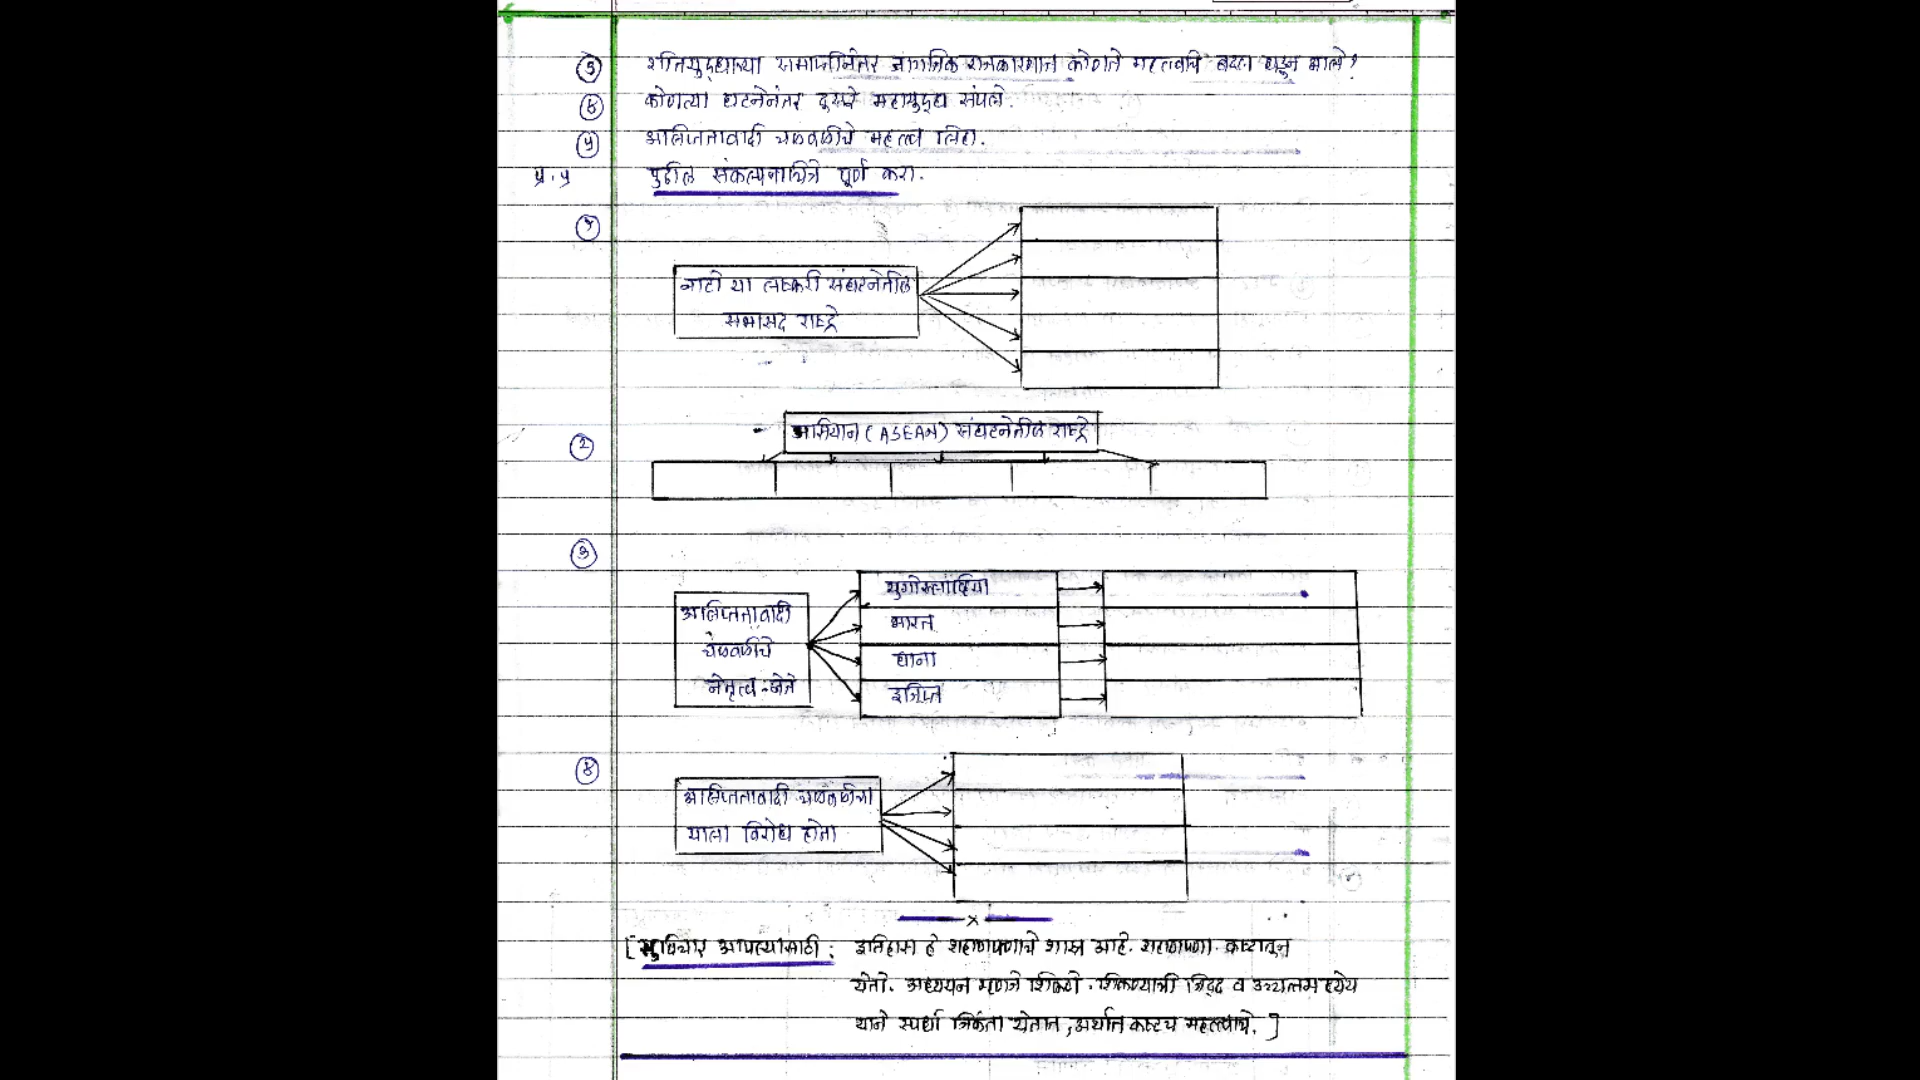 ३ शीतयुद्धाच्या समाप्तीनंतर जागतिक राजकारणात कोणते महत्त्वाचे बदल घडून आले?
४ कोणत्या घटनेनंतर दुसरे महायुद्ध संपले.
५ अलिप्ततावादी चळवळीचे महत्त्व लिहा.
प्र.५ पुढील संकल्पनाचित्रे पूर्ण करा.
१
नाटो या लष्करी संघटनेतील
सभासद राष्ट्रे
२ आसियान (ASEAN) संघटनेतील राष्ट्रे
३
अलिप्ततावादी
चळवळीचे
नेतृत्व-नेते
युगोस्लाव्हिया
भारत
घाना
इजिप्त
४
अलिप्ततावादी चळवळीचा
याला विरोध होता
x
[सुविचार आपल्यासाठी: इतिहास हे शहाणपणाचे शास्त्र आहे. शहाणपणा कष्टातून
येतो. अध्ययन म्हणजे शिकणे. शिकण्याची जिद्द व उच्चतम ध्येय
याने स्पर्धा जिंकता येतात, अर्थात कष्टच महत्त्वाचे.]